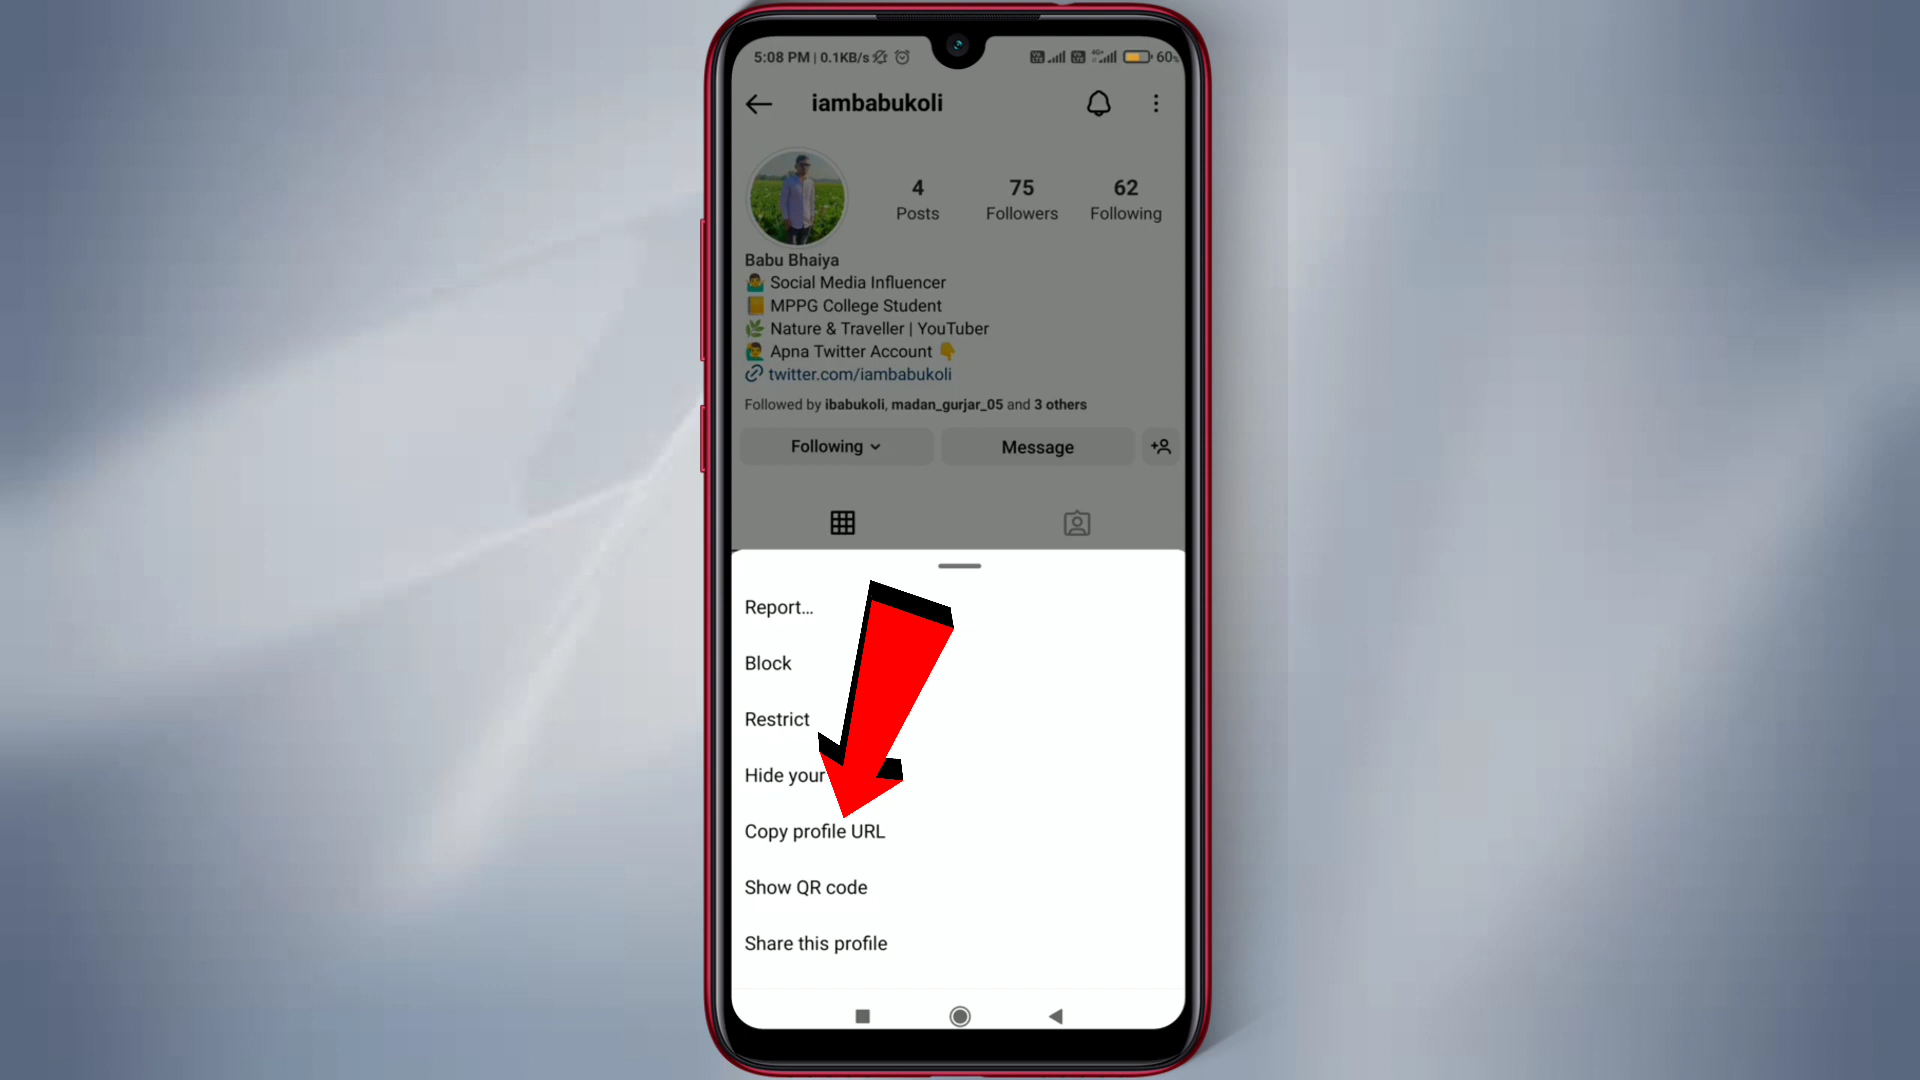 5:08 PM | 0.1KB/s
60
iambabukoli
4 75 62
Posts Followers Following
Babu Bhaiya
Social Media Influencer
MPPG College Student
Nature & Traveller | YouTuber
Apna Twitter Account
twitter.com/iambabukoli
Followed by ibabukoli, madan_gurjar_05 and 3 others
Following Message
Report...
Block
Restrict
Hide your
Copy profile URL
Show QR code
Share this profile